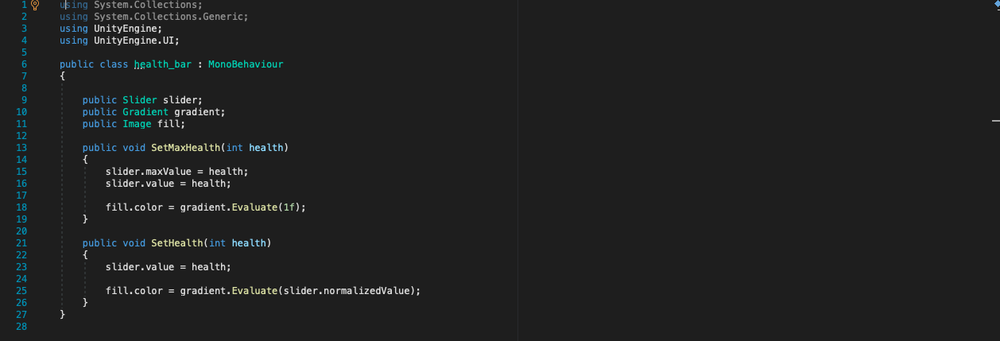 1 using System.Collections;
2 using System.Collections.Generic;
3 using UnityEngine;
4 using UnityEngine.UI;
5
6 public class health_bar : MonoBehaviour
7 {
8
9 public Slider slider;
10 public Gradient gradient;
11 public Image fill;
12
13 public void SetMaxHealth(int health)
14 {
15 slider.maxValue = health;
16 slider.value = health;
17
18 fill.color = gradient.Evaluate(1f);
19 }
20
21 public void SetHealth(int health)
22 {
23 slider.value = health;
24
25 fill.color = gradient.Evaluate(slider.normalizedValue);
26 }
27 }
28